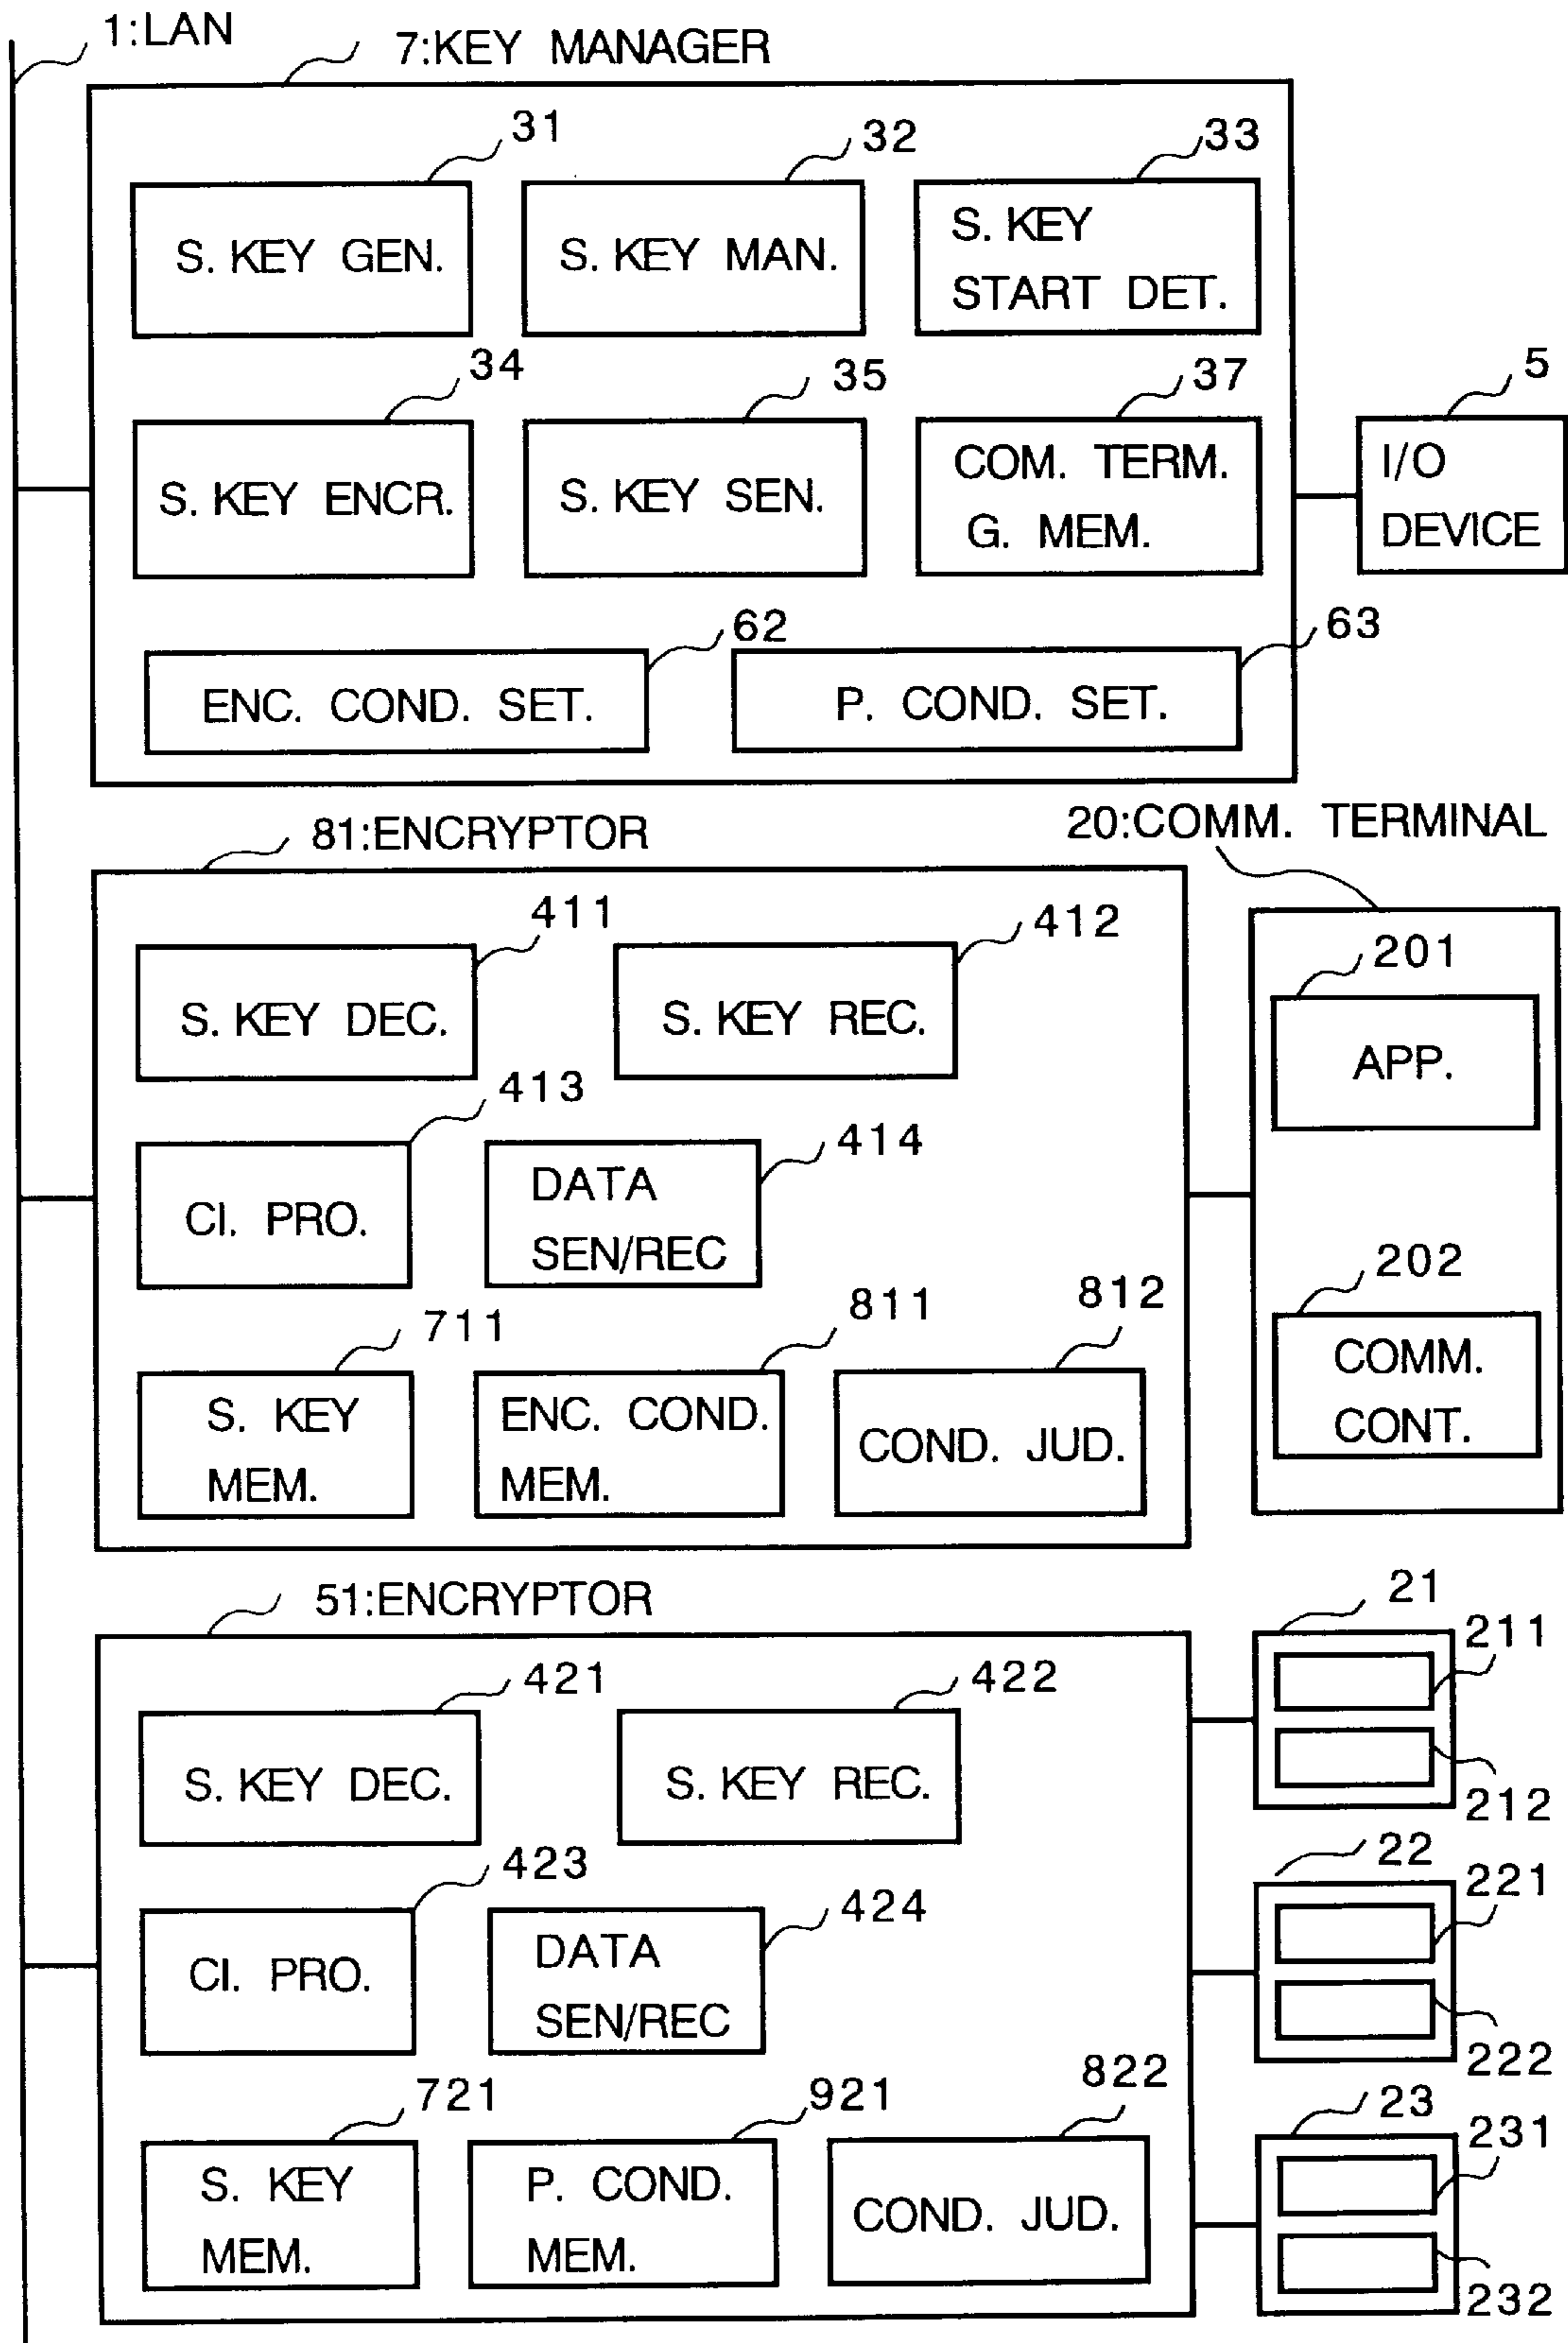 1:LAN
7:KEY MANAGER
31
32
33
S. KEY GEN.
S. KEY MAN.
S. KEY
START DET.
34
35
37
5
S. KEY ENCR.
S. KEY SEN.
COM. TERM.
G. MEM.
I/O
DEVICE
62
63
ENC. COND. SET.
P. COND. SET.
81:ENCRYPTOR
20:COMM. TERMINAL
411
412
201
S. KEY DEC.
S. KEY REC.
APP.
413
414
CI. PRO.
DATA
SEN/REC
202
711
811
812
S. KEY
MEM.
ENC. COND.
MEM.
COND. JUD.
COMM.
CONT.
51:ENCRYPTOR
21
211
421
422
S. KEY DEC.
S. KEY REC.
212
22
423
424
221
CI. PRO.
DATA
SEN/REC
222
721
921
822
23
231
S. KEY
MEM.
P. COND.
MEM.
COND. JUD.
232